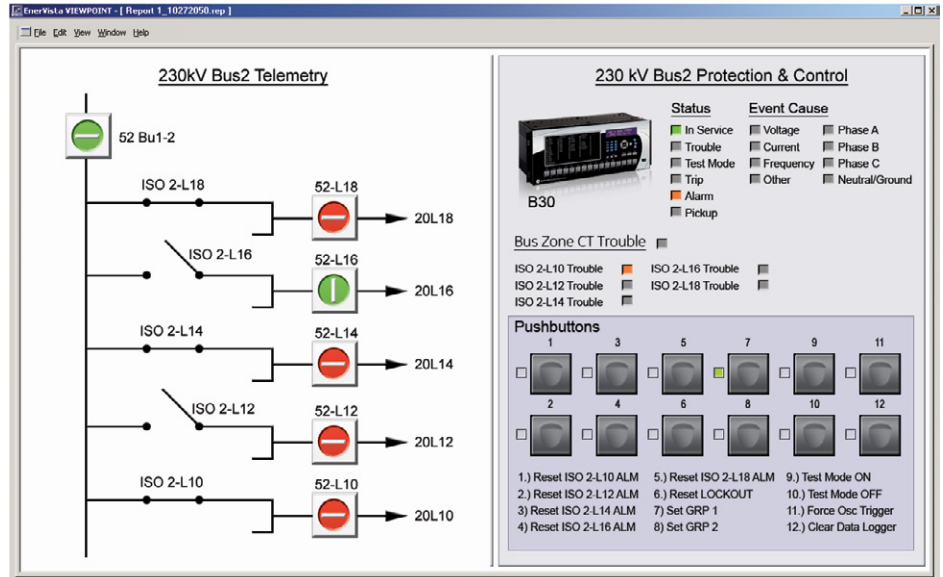 EnerVista VIEWPOINT - [ Report 1_10272050.rep ]
File Edit View Window Help
230kV Bus2 Telemetry
52 Bu1-2
ISO 2-L18
52-L18
20L18
ISO 2-L16
52-L16
20L16
ISO 2-L14
52-L14
20L14
ISO 2-L12
52-L12
20L12
ISO 2-L10
52-L10
20L10
230 kV Bus2 Protection & Control
B30
Status
In Service
Trouble
Test Mode
Trip
Alarm
Pickup
Event Cause
Voltage Phase A
Current Phase B
Frequency Phase C
Other Neutral/Ground
Bus Zone CT Trouble
ISO 2-L10 Trouble ISO 2-L16 Trouble
ISO 2-L12 Trouble ISO 2-L18 Trouble
ISO 2-L14 Trouble
Pushbuttons
1 3 5 7 9 11
2 4 6 8 10 12
1.) Reset ISO 2-L10 ALM 5.) Reset ISO 2-L18 ALM 9.) Test Mode ON
2.) Reset ISO 2-L12 ALM 6.) Reset LOCKOUT 10.) Test Mode OFF
3) Reset ISO 2-L14 ALM 7) Set GRP 1 11.) Force Osc Trigger
4) Reset ISO 2-L16 ALM 8) Set GRP 2 12.) Clear Data Logger